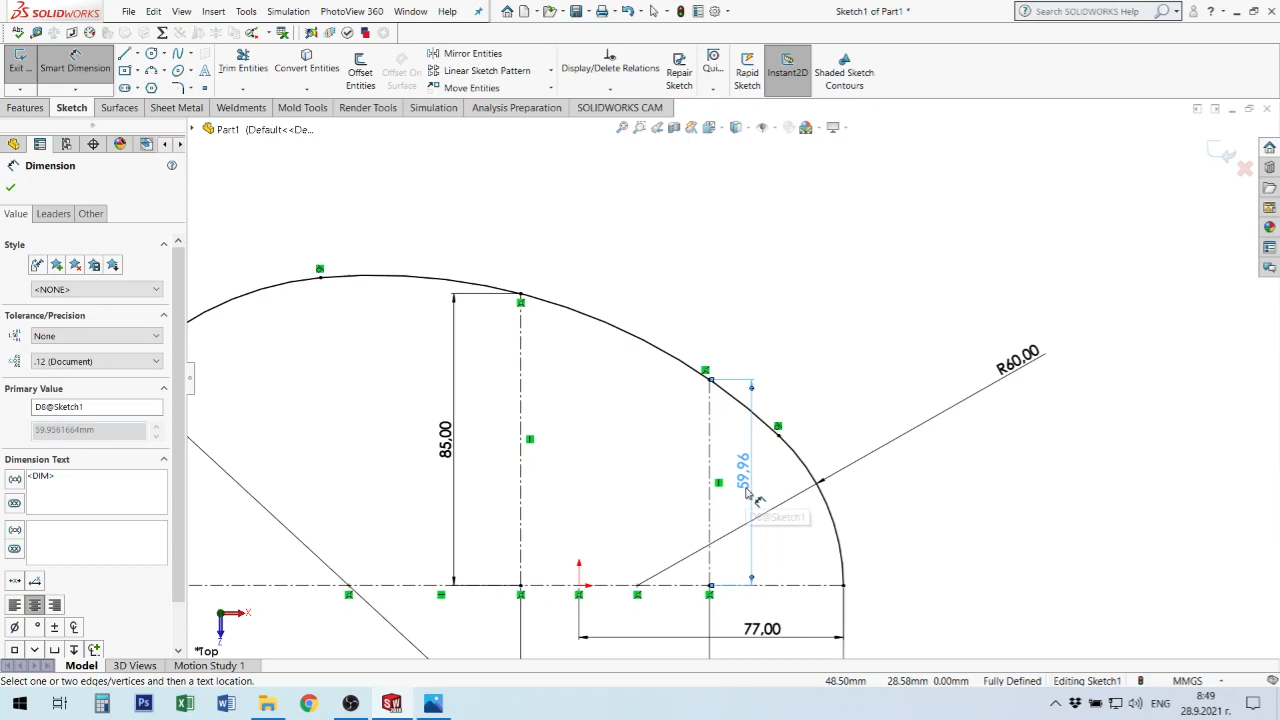 SOLIDWORKS File Edit View Insert Tools Simulation PhotoView 360 Window Help Sketch1 of Part1 * Search SOLIDWORKS Help
Exit ... Smart Dimension Trim Entities Convert Entities Offset Entities Offset On Surface Mirror Entities Linear Sketch Pattern Move Entities Display/Delete Relations Repair Sketch Qui... Rapid Sketch Instant2D Shaded Sketch Contours
Features Sketch Surfaces Sheet Metal Weldments Mold Tools Render Tools Simulation Analysis Preparation SOLIDWORKS CAM
Part1 (Default<<De...
Dimension
Value Leaders Other
Style
<NONE>
Tolerance/Precision
None
.12 (Document)
Primary Value
D8@Sketch1
59.9561664mm
Dimension Text
<DIM>
R60,00
85,00
59,96
D8@Sketch1
77,00
X
Z
*Top
Model 3D Views Motion Study 1
Select one or two edges/vertices and then a text location. 48.50mm 28.58mm 0.00mm Fully Defined Editing Sketch1 MMGS
ENG 8:49
28.9.2021 г.